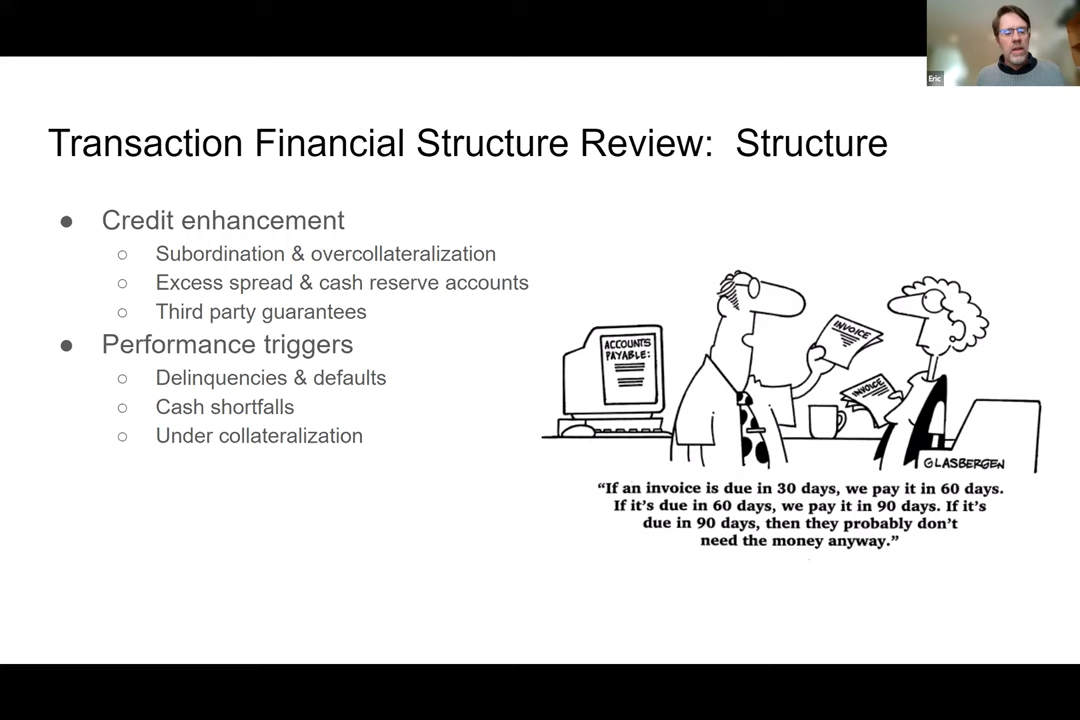 Eric
Transaction Financial Structure Review: Structure
● Credit enhancement
○ Subordination & overcollateralization
○ Excess spread & cash reserve accounts
○ Third party guarantees
● Performance triggers
○ Delinquencies & defaults
○ Cash shortfalls
○ Under collateralization
ACCOUNTS
PAYABLE:
INVOICE
INVOICE
GLASBERGEN
“If an invoice is due in 30 days, we pay it in 60 days.
If it’s due in 60 days, we pay it in 90 days. If it’s
due in 90 days, then they probably don’t
need the money anyway.”